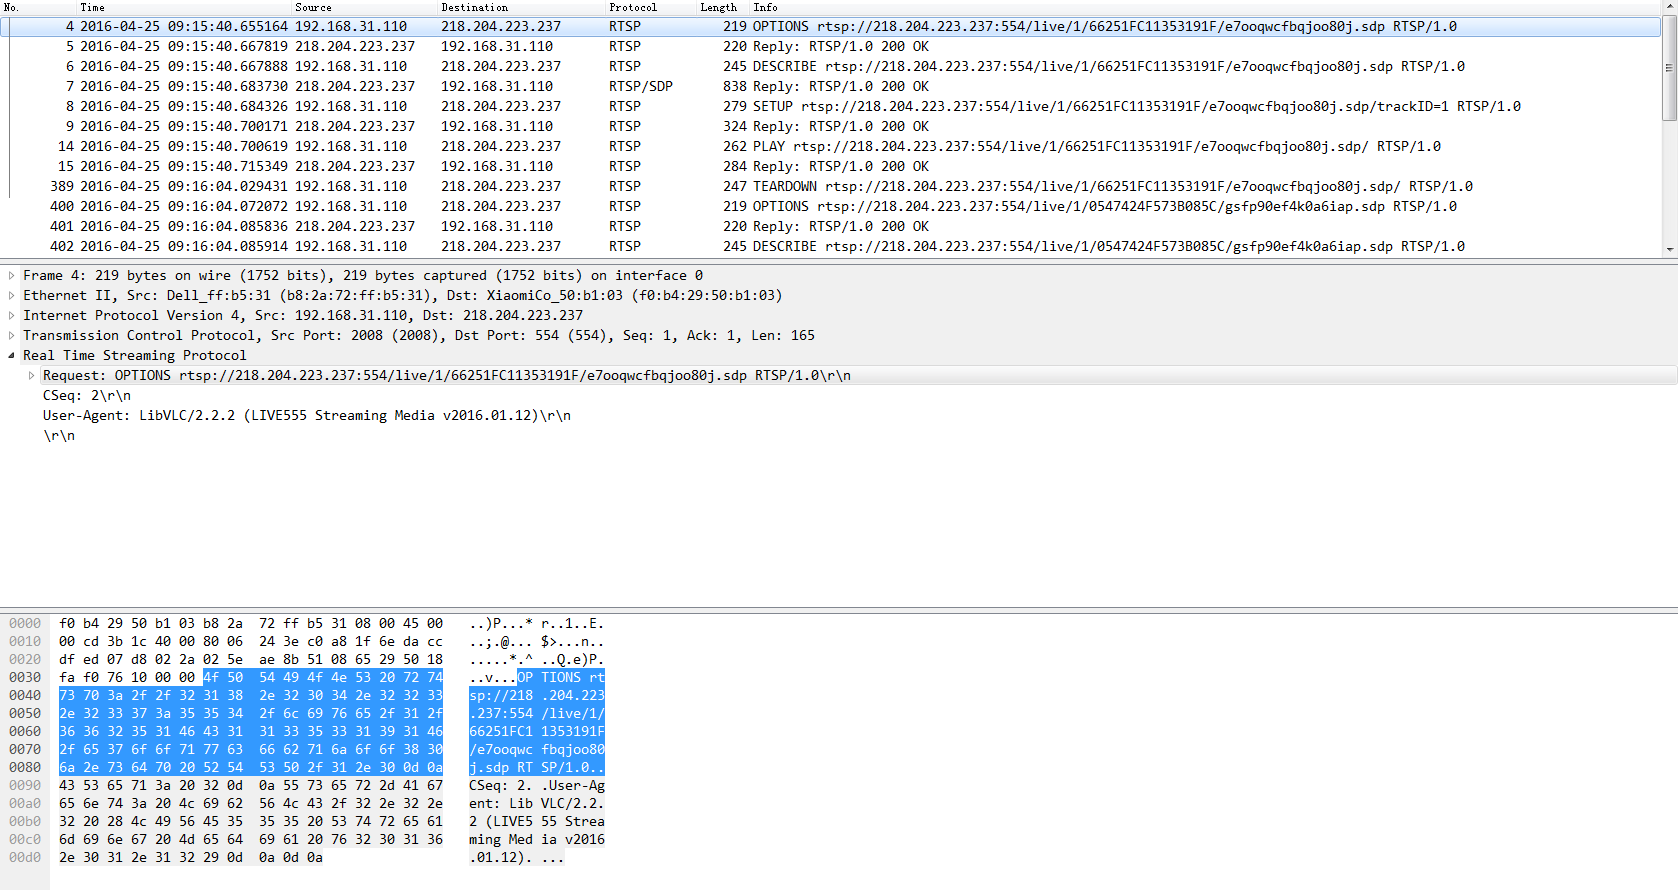 No. Time Source Destination Protocol Length Info
4 2016-04-25 09:15:40.655164 192.168.31.110 218.204.223.237 RTSP 219 OPTIONS rtsp://218.204.223.237:554/live/1/66251FC11353191F/e7ooqwcfbqjoo80j.sdp RTSP/1.0
5 2016-04-25 09:15:40.667819 218.204.223.237 192.168.31.110 RTSP 220 Reply: RTSP/1.0 200 OK
6 2016-04-25 09:15:40.667888 192.168.31.110 218.204.223.237 RTSP 245 DESCRIBE rtsp://218.204.223.237:554/live/1/66251FC11353191F/e7ooqwcfbqjoo80j.sdp RTSP/1.0
7 2016-04-25 09:15:40.683730 218.204.223.237 192.168.31.110 RTSP/SDP 838 Reply: RTSP/1.0 200 OK
8 2016-04-25 09:15:40.684326 192.168.31.110 218.204.223.237 RTSP 279 SETUP rtsp://218.204.223.237:554/live/1/66251FC11353191F/e7ooqwcfbqjoo80j.sdp/trackID=1 RTSP/1.0
9 2016-04-25 09:15:40.700171 218.204.223.237 192.168.31.110 RTSP 324 Reply: RTSP/1.0 200 OK
14 2016-04-25 09:15:40.700619 192.168.31.110 218.204.223.237 RTSP 262 PLAY rtsp://218.204.223.237:554/live/1/66251FC11353191F/e7ooqwcfbqjoo80j.sdp/ RTSP/1.0
15 2016-04-25 09:15:40.715349 218.204.223.237 192.168.31.110 RTSP 284 Reply: RTSP/1.0 200 OK
389 2016-04-25 09:16:04.029431 192.168.31.110 218.204.223.237 RTSP 247 TEARDOWN rtsp://218.204.223.237:554/live/1/66251FC11353191F/e7ooqwcfbqjoo80j.sdp/ RTSP/1.0
400 2016-04-25 09:16:04.072072 192.168.31.110 218.204.223.237 RTSP 219 OPTIONS rtsp://218.204.223.237:554/live/1/0547424F573B085C/gsfp90ef4k0a6iap.sdp RTSP/1.0
401 2016-04-25 09:16:04.085836 218.204.223.237 192.168.31.110 RTSP 220 Reply: RTSP/1.0 200 OK
402 2016-04-25 09:16:04.085914 192.168.31.110 218.204.223.237 RTSP 245 DESCRIBE rtsp://218.204.223.237:554/live/1/0547424F573B085C/gsfp90ef4k0a6iap.sdp RTSP/1.0
Frame 4: 219 bytes on wire (1752 bits), 219 bytes captured (1752 bits) on interface 0
Ethernet II, Src: Dell_ff:b5:31 (b8:2a:72:ff:b5:31), Dst: XiaomiCo_50:b1:03 (f0:b4:29:50:b1:03)
Internet Protocol Version 4, Src: 192.168.31.110, Dst: 218.204.223.237
Transmission Control Protocol, Src Port: 2008 (2008), Dst Port: 554 (554), Seq: 1, Ack: 1, Len: 165
Real Time Streaming Protocol
Request: OPTIONS rtsp://218.204.223.237:554/live/1/66251FC11353191F/e7ooqwcfbqjoo80j.sdp RTSP/1.0\r\n
CSeq: 2\r\n
User-Agent: LibVLC/2.2.2 (LIVE555 Streaming Media v2016.01.12)\r\n
\r\n
0000 f0 b4 29 50 b1 03 b8 2a 72 ff b5 31 08 00 45 00 ..)P...* r..1..E.
0010 00 cd 3b 1c 40 00 80 06 24 3e c0 a8 1f 6e da cc ..;.@... $>...n..
0020 df ed 07 d8 02 2a 02 5e ae 8b 51 08 65 29 50 18 .....*.^ ..Q.e)P.
0030 fa f0 76 10 00 00 4f 50 54 49 4f 4e 53 20 72 74 ..v...OP TIONS rt
0040 73 70 3a 2f 2f 32 31 38 2e 32 30 34 2e 32 32 33 sp://218 .204.223
0050 2e 32 33 37 3a 35 35 34 2f 6c 69 76 65 2f 31 2f .237:554 /live/1/
0060 36 36 32 35 31 46 43 31 31 33 35 33 31 39 31 46 66251FC1 1353191F
0070 2f 65 37 6f 6f 71 77 63 66 62 71 6a 6f 6f 38 30 /e7ooqwc fbqjoo80
0080 6a 2e 73 64 70 20 52 54 53 50 2f 31 2e 30 0d 0a j.sdp RT SP/1.0..
0090 43 53 65 71 3a 20 32 0d 0a 55 73 65 72 2d 41 67 CSeq: 2. .User-Ag
00a0 65 6e 74 3a 20 4c 69 62 56 4c 43 2f 32 2e 32 2e ent: Lib VLC/2.2.
00b0 32 20 28 4c 49 56 45 35 35 35 20 53 74 72 65 61 2 (LIVE5 55 Strea
00c0 6d 69 6e 67 20 4d 65 64 69 61 20 76 32 30 31 36 ming Med ia v2016
00d0 2e 30 31 2e 31 32 29 0d 0a 0d 0a .01.12). ...